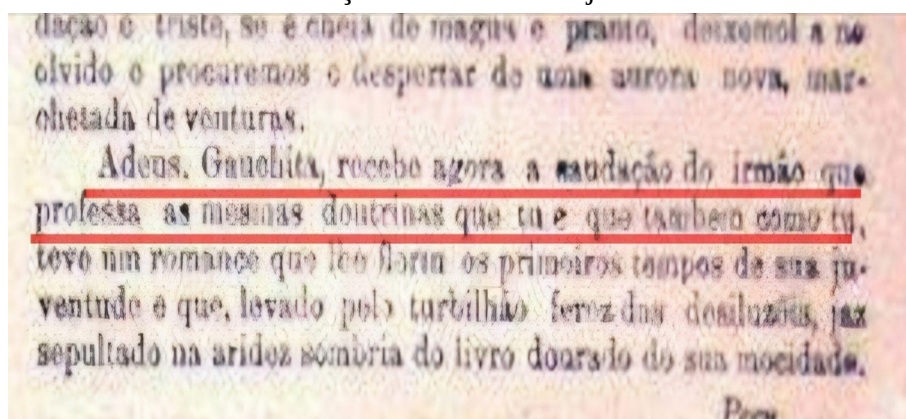 dação é triste, se é cheia de magua e pranto, deixemol a no
olvido e procuremos o despertar de uma aurora nova, mar-
chetada de venturas.
Adeus. Gauchita, recebe agora a saudação do irmão que
professa as mesmas doutrinas que tu e que tambem como tu,
teve um romance que lhe floriu os primeiros tempos de sua ju-
ventude e que, levado pelo turbilhão feroz das desiluzões, jaz
sepultado na aridez sombria do livro dourado do sua mocidade.